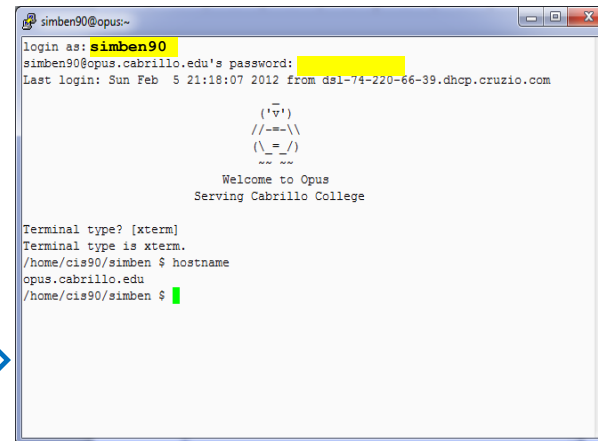 simben90@opus:~
login as: simben90
simben90@opus.cabrillo.edu's password:
Last login: Sun Feb  5 21:18:07 2012 from dsl-74-220-66-39.dhcp.cruzio.com
_
('v')
//-=-\\
(\_=_/)
~~ ~~
Welcome to Opus
Serving Cabrillo College
Terminal type? [xterm]
Terminal type is xterm.
/home/cis90/simben $ hostname
opus.cabrillo.edu
/home/cis90/simben $